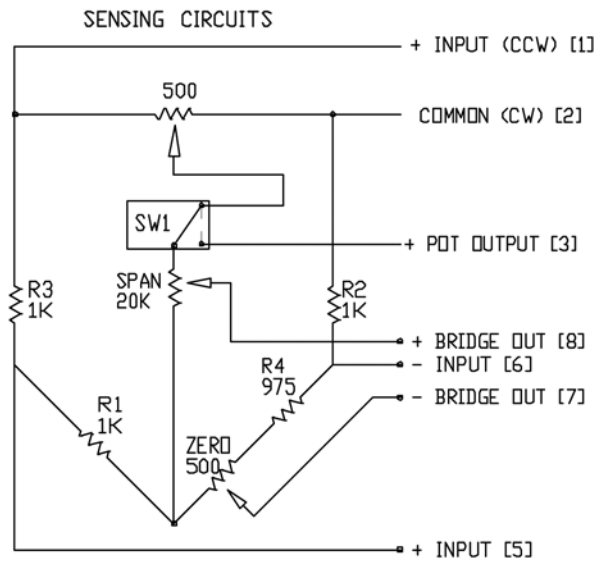 SENSING CIRCUITS
+ INPUT (CCW) [1]
500
COMMON (CW) [2]
SW1
+ POT OUTPUT [3]
SPAN
20K
R3
1K
R2
1K
+ BRIDGE OUT [8]
- INPUT [6]
R4
975
- BRIDGE OUT [7]
R1
1K
ZERO
500
+ INPUT [5]